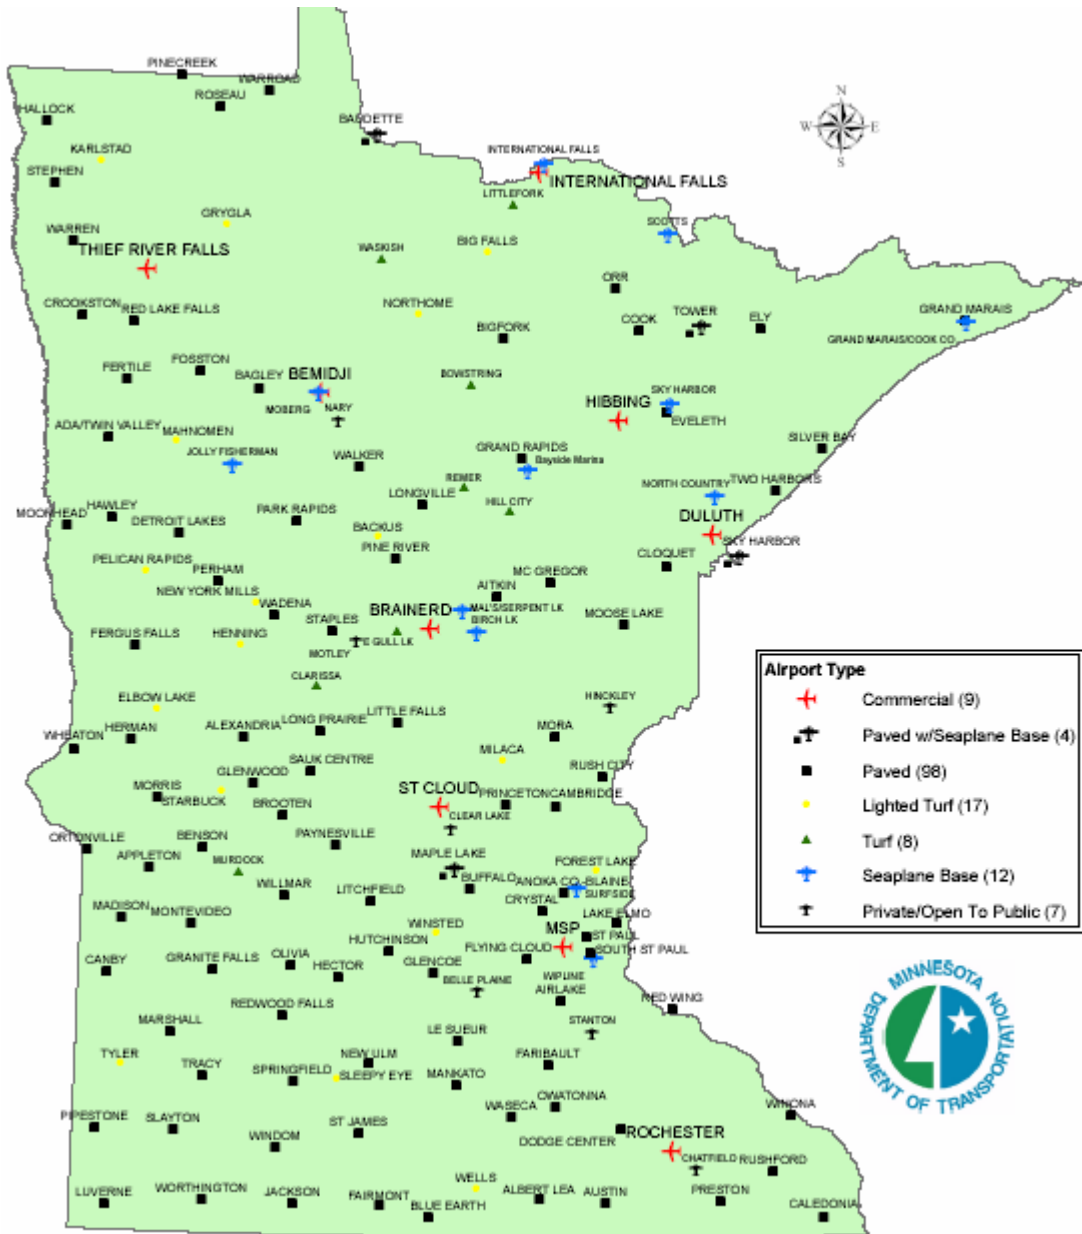 PINECREEK
WARROAD
ROSEAU
HALLOCK
BAUDETTE
N
W
E
S
KARLSTAD
INTERNATIONAL FALLS
STEPHEN
INTERNATIONAL FALLS
LITTLEFORK
GRYGLA
SCOTTS
WARREN
BIG FALLS
THIEF RIVER FALLS
WASKISH
ORR
CROOKSTON
RED LAKE FALLS
NORTHOME
BIGFORK
COOK
TOWER
ELY
GRAND MARAIS
GRAND MARAIS/COOK CO
FERTILE
FOSSTON
BAGLEY
BEMIDJI
BOWSTRING
MOBERG
NARY
HIBBING
SKY HARBOR
EVELETH
ADA/TWIN VALLEY
MAHNOMEN
JOLLY FISHERMAN
WALKER
GRAND RAPIDS
Bayside Marina
SILVER BAY
REMER
NORTH COUNTRY
TWO HARBORS
MOORHEAD
HAWLEY
DETROIT LAKES
PARK RAPIDS
LONGVILLE
HILL CITY
DULUTH
BACKUS
SKY HARBOR
PELICAN RAPIDS
PERHAM
PINE RIVER
CLOQUET
NEW YORK MILLS
WADENA
AITKIN
MC GREGOR
BRAINERD
MAL'S/SERPENT LK
BIRCH LK
MOOSE LAKE
FERGUS FALLS
HENNING
STAPLES
MOTLEY
E GULL LK
CLARISSA
ELBOW LAKE
HINCKLEY
WHEATON
HERMAN
ALEXANDRIA
LONG PRAIRIE
LITTLE FALLS
MORA
MILACA
RUSH CITY
SAUK CENTRE
GLENWOOD
MORRIS
STARBUCK
BROOTEN
ST CLOUD
PRINCETON
CAMBRIDGE
CLEAR LAKE
ORTONVILLE
BENSON
PAYNESVILLE
APPLETON
MURDOCK
MAPLE LAKE
FOREST LAKE
BUFFALO
ANOKA CO.-BLAINE
SURFSIDE
WILLMAR
LITCHFIELD
CRYSTAL
MADISON
MONTEVIDEO
WINSTED
MSP
LAKE ELMO
ST PAUL
HUTCHINSON
FLYING CLOUD
SOUTH ST PAUL
CANBY
GRANITE FALLS
OLIVIA
HECTOR
GLENCOE
BELLE PLAINE
WIPLINE
AIRLAKE
REDWOOD FALLS
RED WING
MARSHALL
LE SUEUR
STANTON
TYLER
TRACY
SPRINGFIELD
NEW ULM
SLEEPY EYE
MANKATO
FARIBAULT
PIPESTONE
SLAYTON
ST JAMES
WASECA
OWATONNA
WINONA
WINDOM
DODGE CENTER
ROCHESTER
CHATFIELD
RUSHFORD
LUVERNE
WORTHINGTON
JACKSON
FAIRMONT
BLUE EARTH
WELLS
ALBERT LEA
AUSTIN
PRESTON
CALEDONIA
Airport Type
Commercial (9)
Paved w/Seaplane Base (4)
Paved (98)
Lighted Turf (17)
Turf (8)
Seaplane Base (12)
Private/Open To Public (7)
MINNESOTA
DEPARTMENT OF TRANSPORTATION